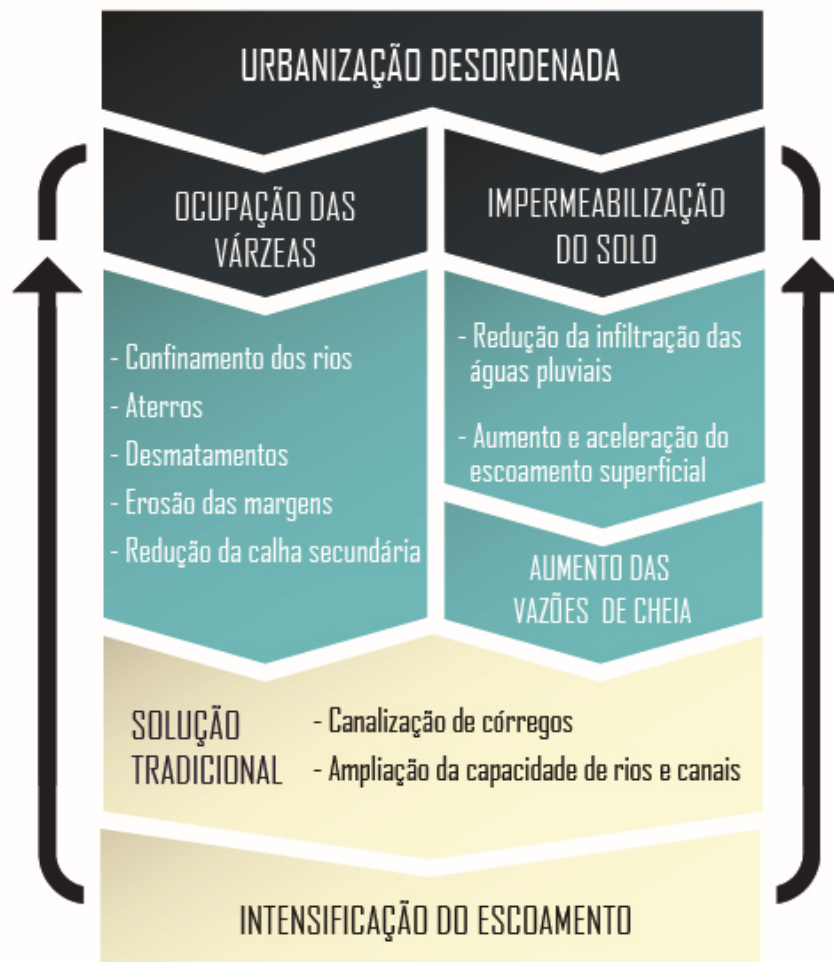 URBANIZAÇÃO DESORDENADA
OCUPAÇÃO DAS
VÁRZEAS
- Confinamento dos rios
- Aterros
- Desmatamentos
- Erosão das margens
- Redução da calha secundária
IMPERMEABILIZAÇÃO
DO SOLO
- Redução da infiltração das
águas pluviais
- Aumento e aceleração do
escoamento superficial
AUMENTO DAS
VAZÕES DE CHEIA
SOLUÇÃO
TRADICIONAL
- Canalização de córregos
- Ampliação da capacidade de rios e canais
INTENSIFICAÇÃO DO ESCOAMENTO